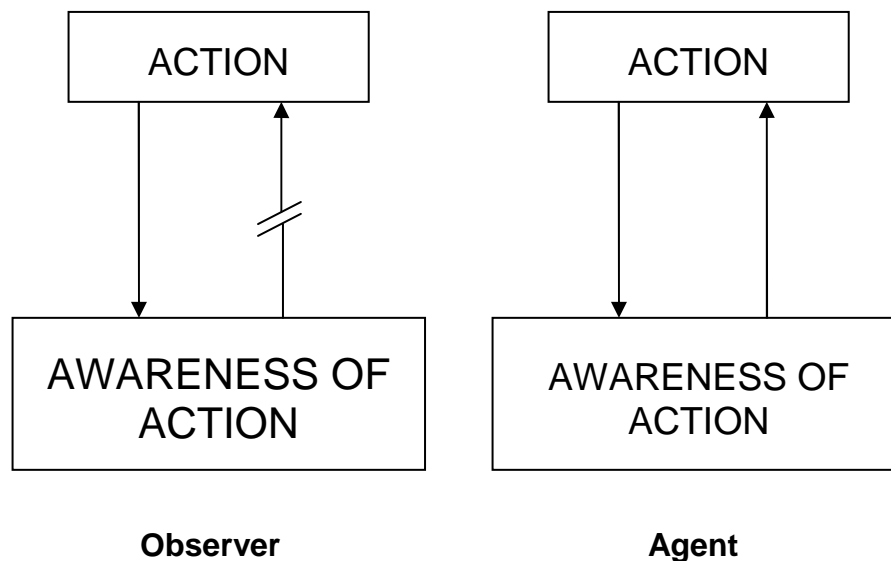 ACTION
AWARENESS OF
ACTION
Observer
ACTION
AWARENESS OF
ACTION
Agent